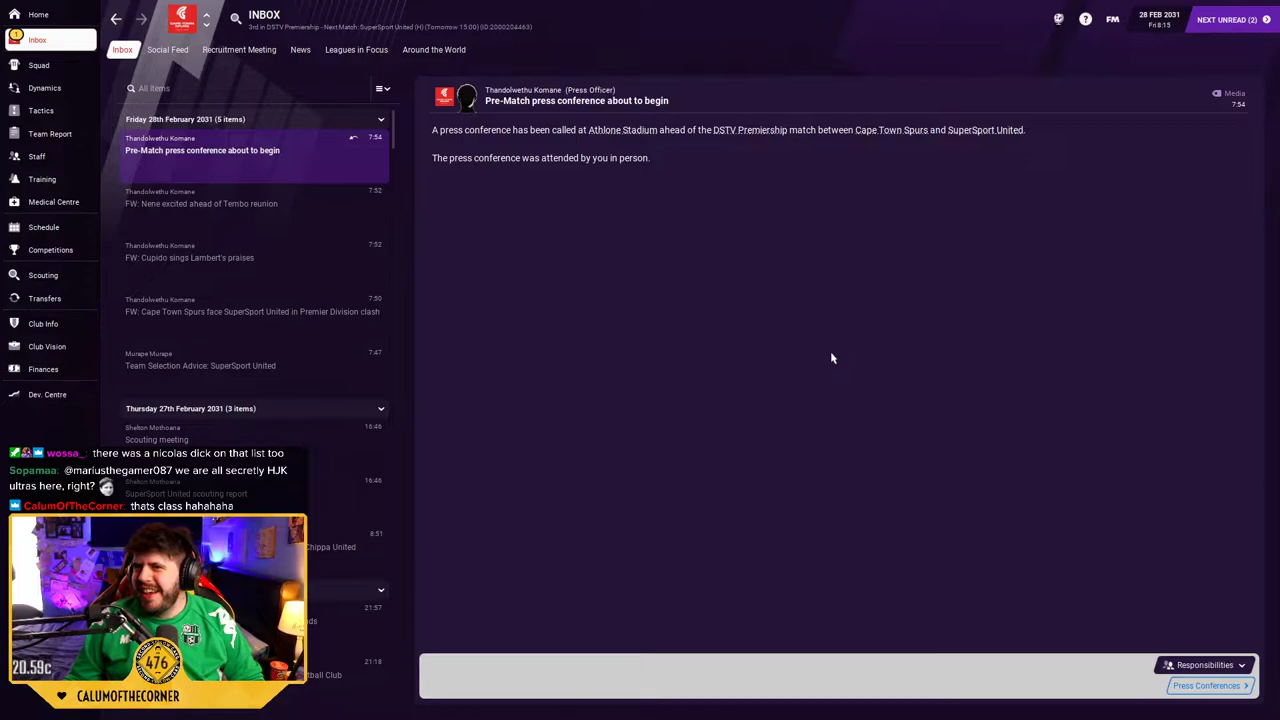 Home
INBOX
3rd in DSTV Premiership - Next Match: SuperSport United (H) (Tomorrow 15:00) (ID:2000204463)
FM
28 FEB 2031
Fri 8:15
NEXT UNREAD (2)
1
Inbox
Squad
Dynamics
Tactics
Team Report
Staff
Training
Medical Centre
Schedule
Competitions
Scouting
Transfers
Club Info
Club Vision
Finances
Dev. Centre
Inbox
Social Feed
Recruitment Meeting
News
Leagues in Focus
Around the World
All Items
Friday 28th February 2031 (5 items)
Thandolwethu Komane
7:54
Pre-Match press conference about to begin
Thandolwethu Komane
7:52
FW: Nene excited ahead of Tembo reunion
Thandolwethu Komane
7:52
FW: Cupido sings Lambert's praises
Thandolwethu Komane
7:50
FW: Cape Town Spurs face SuperSport United in Premier Division clash
Murape Murape
7:47
Team Selection Advice: SuperSport United
Thursday 27th February 2031 (3 items)
Shelton Mothoana
16:46
Scouting meeting
Shelton Mothoana
16:46
SuperSport United scouting report
8:51
Chippa United
21:57
21:18
tball Club
Thandolwethu Komane (Press Officer)
Pre-Match press conference about to begin
Media
7:54
A press conference has been called at Athlone Stadium ahead of the DSTV Premiership match between Cape Town Spurs and SuperSport United.
The press conference was attended by you in person.
Responsibilities
Press Conferences
wossa_: there was a nicolas dick on that list too
Sopamaa: @mariusthegamer087 we are all secretly HJK
ultras here, right?
CalumOfTheCorner: thats class hahahaha
20.59c
476
CALUMOFTHECORNER